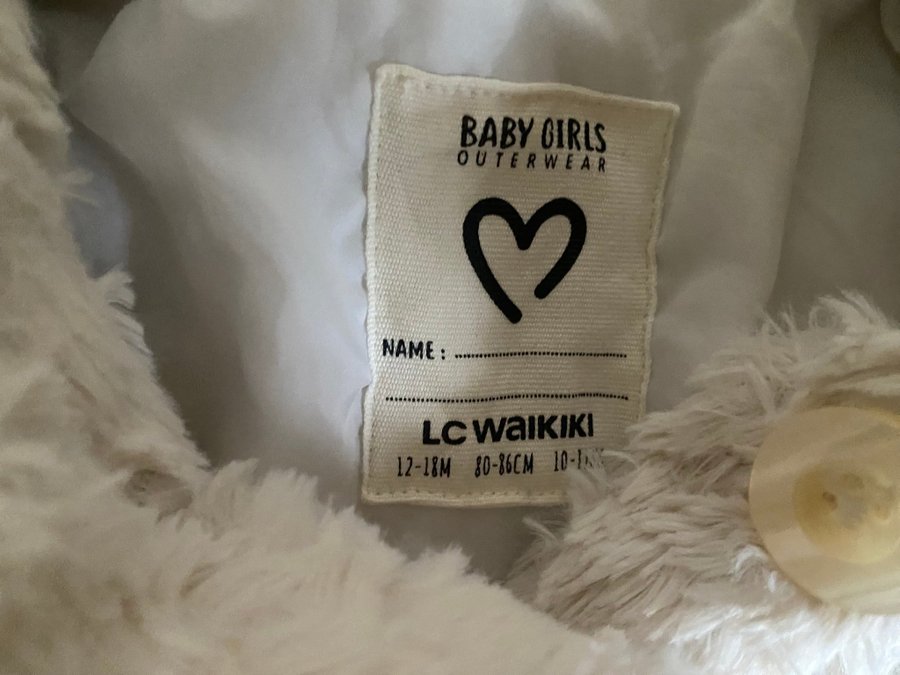 BABY GIRLS
OUTERWEAR
NAME :
LC WAIKIKI
12-18M 80-86CM